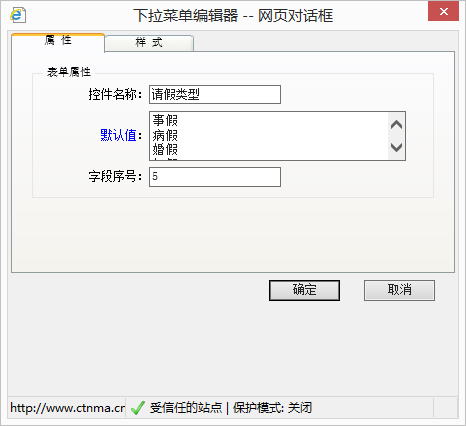 下拉菜单编辑器 -- 网页对话框
属 性
样 式
表单属性
控件名称：
请假类型
默认值：
事假
病假
婚假
字段序号：
5
确定
取消
http://www.ctnma.cn
受信任的站点 | 保护模式: 关闭